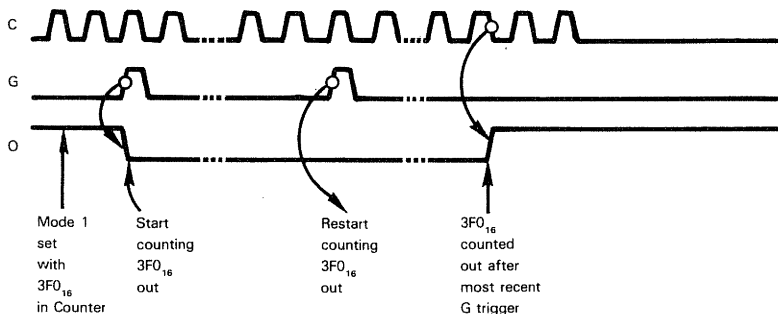 C
G
O
Mode 1
set
with
3F0₁₆
in Counter
Start
counting
3F0₁₆
out
Restart
counting
3F0₁₆
out
3F0₁₆
counted
out after
most recent
G trigger